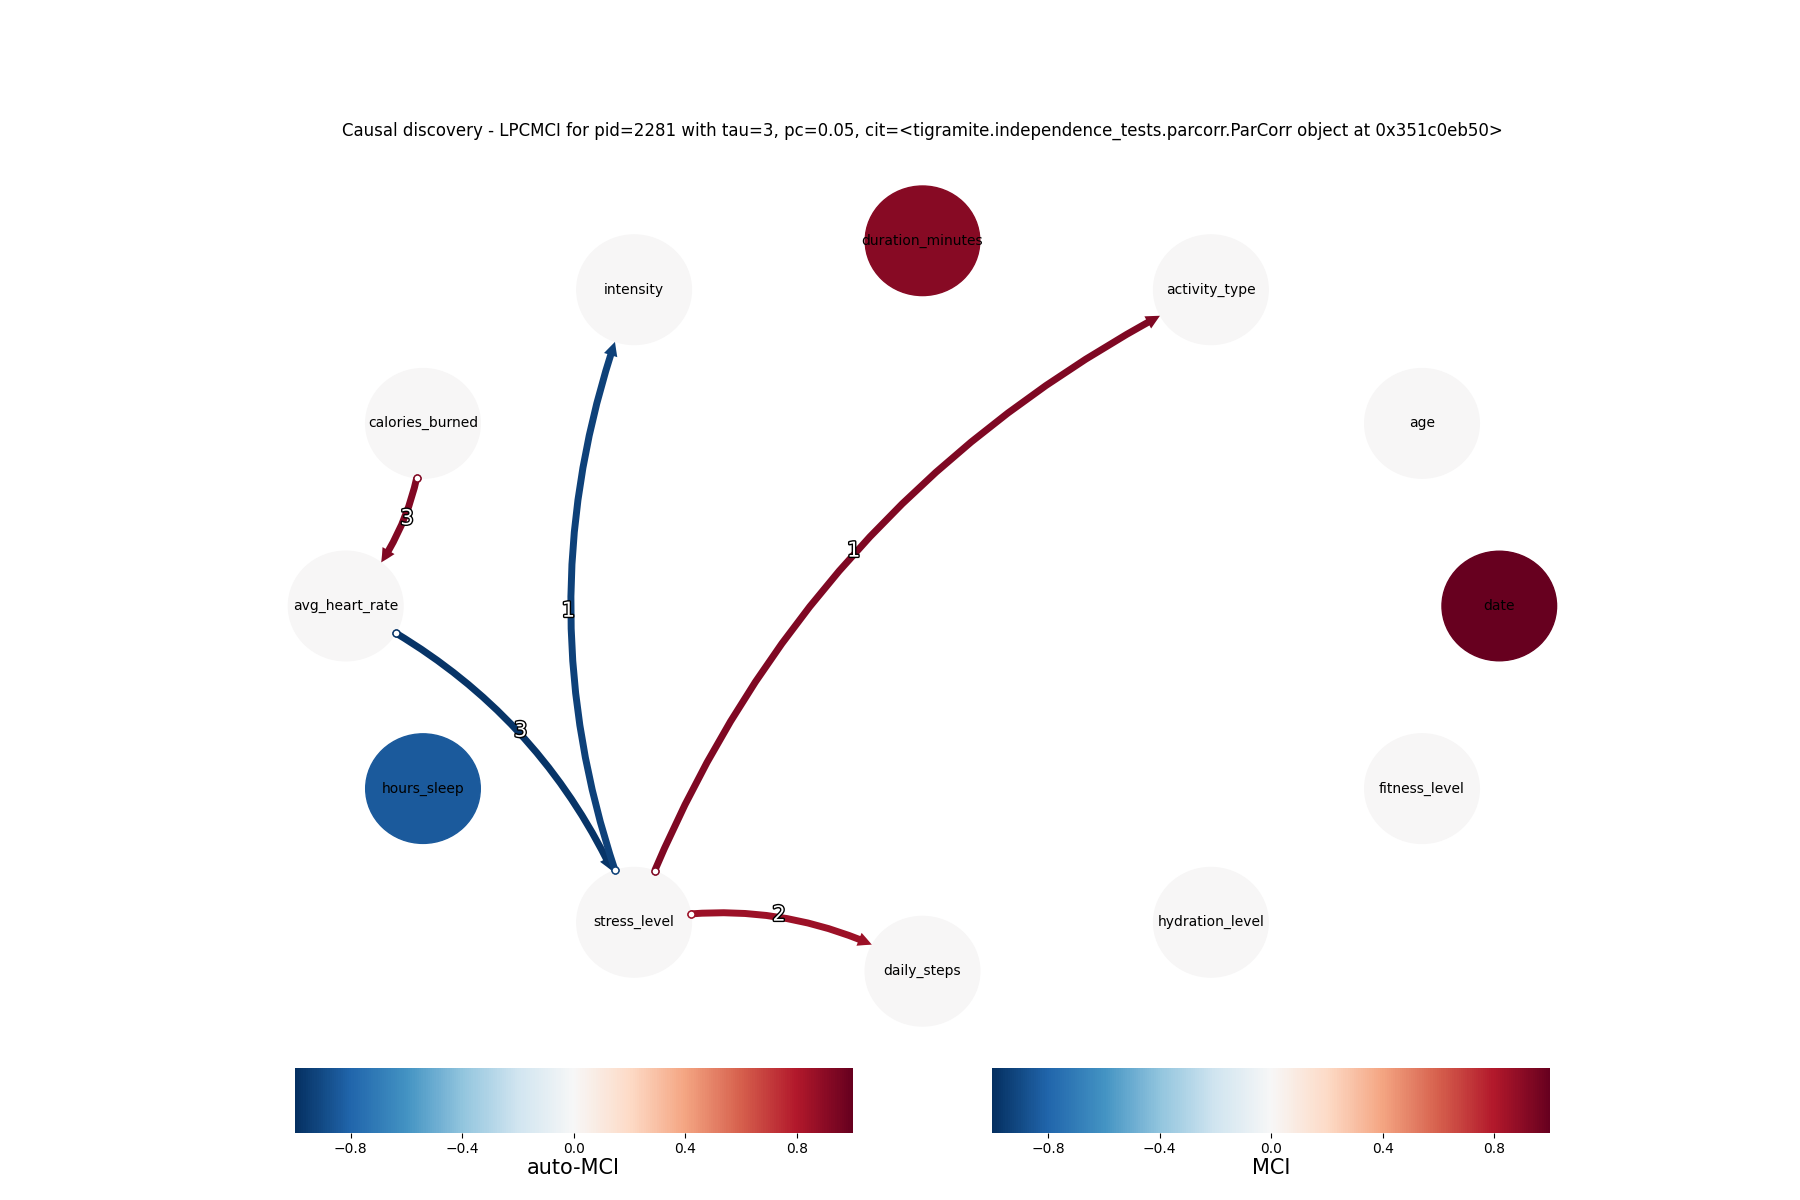 Causal discovery - LPCMCI for pid=2281 with tau=3, pc=0.05, cit=<tigramite.independence_tests.parcorr.ParCorr object at 0x351c0eb50>
duration_minutes
intensity
activity_type
calories_burned
age
3
1
1
avg_heart_rate
date
3
hours_sleep
fitness_level
stress_level
2
hydration_level
daily_steps
−0.8 −0.4 0.0 0.4 0.8
auto-MCI
−0.8 −0.4 0.0 0.4 0.8
MCI